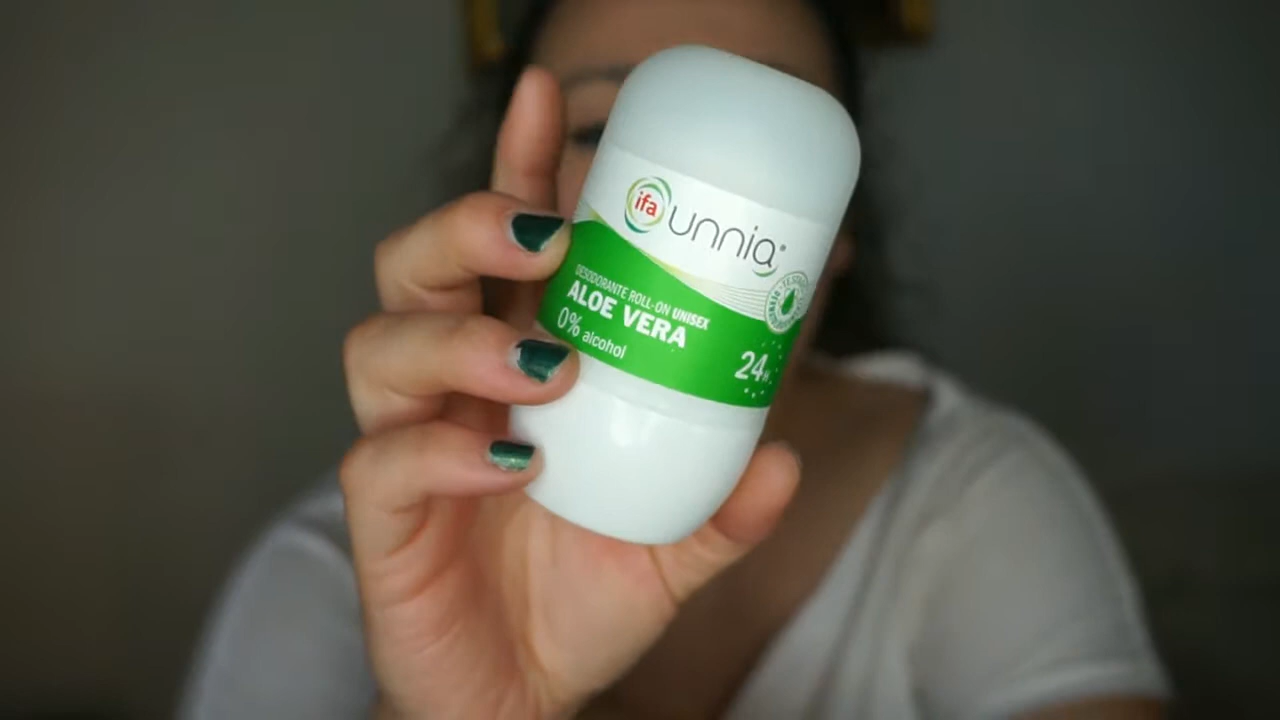 ifa unnia
DESODORANTE ROLL-ON UNISEX
ALOE VERA
0% alcohol
24H